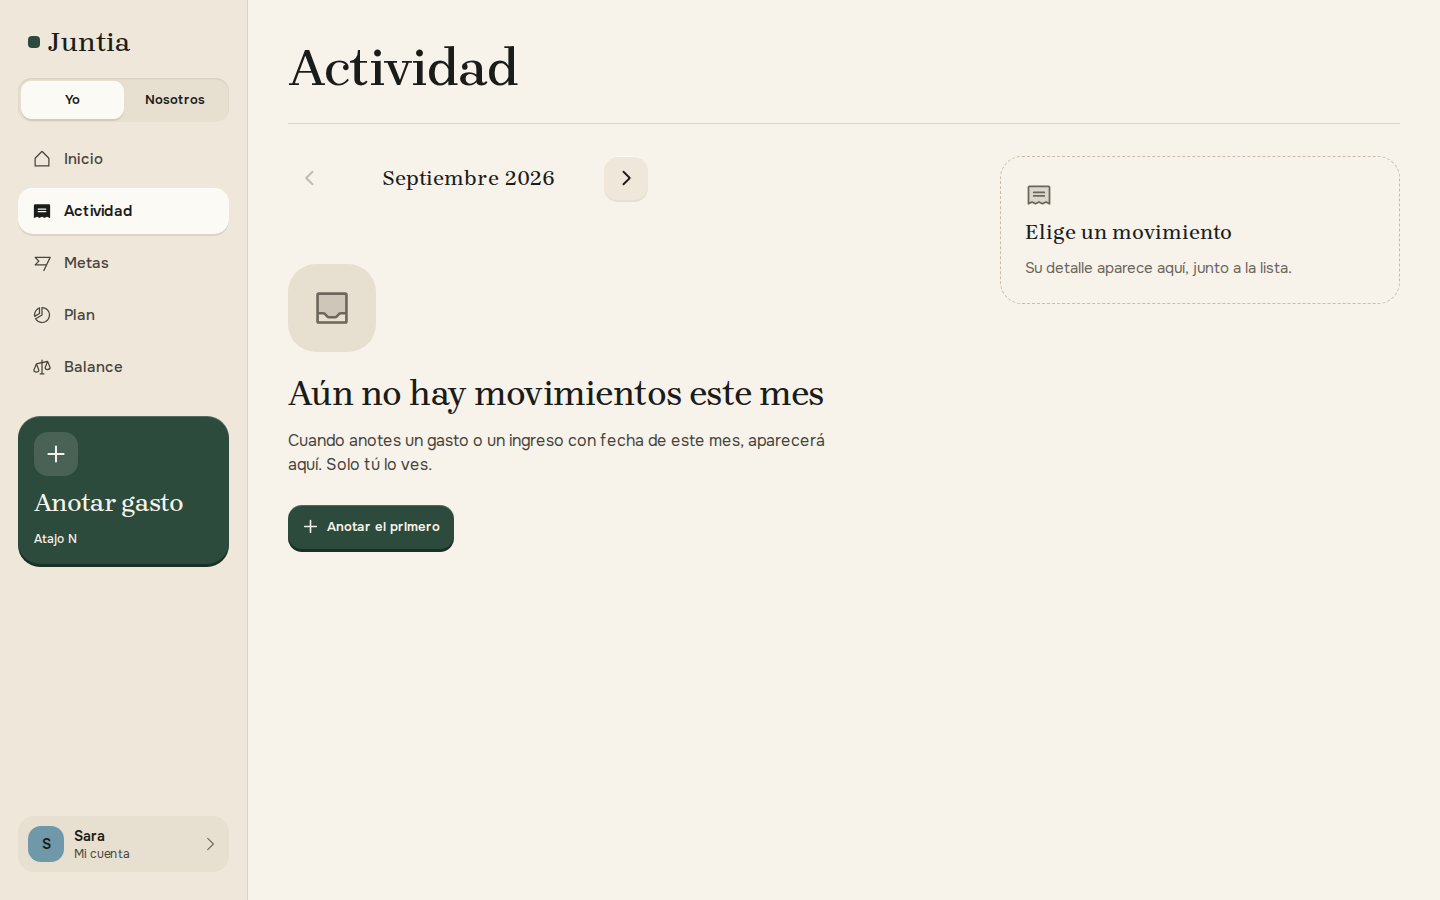 Juntia
Yo
Nosotros
Inicio
Actividad
Metas
Plan
Balance
Anotar gasto
Atajo N
S
Sara
Mi cuenta
Actividad
Septiembre 2026
Aún no hay movimientos este mes
Cuando anotes un gasto o un ingreso con fecha de este mes, aparecerá
aquí. Solo tú lo ves.
Anotar el primero
Elige un movimiento
Su detalle aparece aquí, junto a la lista.